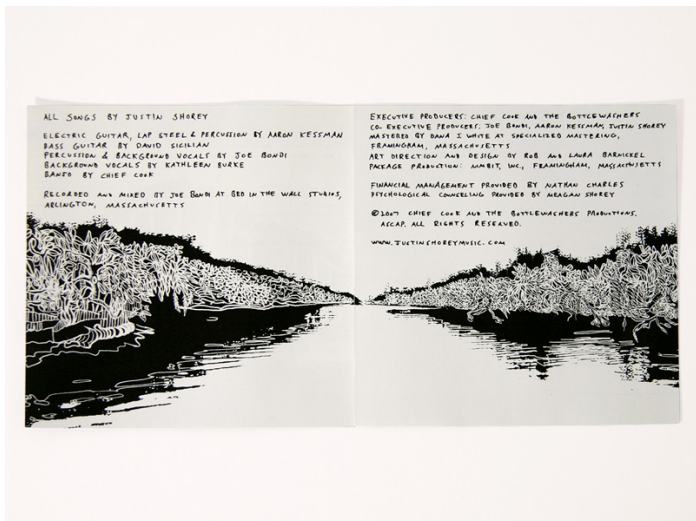 ALL SONGS BY JUSTIN SHOREY
ELECTRIC GUITAR, LAP STEEL & PERCUSSION BY AARON KESSMAN
BASS GUITAR BY DAVID SICILIAN
PERCUSSION & BACKGROUND VOCALS BY JOE BONDI
BACKGROUND VOCALS BY KATHLEEN BURKE
BANJO BY CHIEF COOK
RECORDED AND MIXED BY JOE BONDI AT BED IN THE WALL STUDIOS,
ARLINGTON, MASSACHUSETTS
EXECUTIVE PRODUCERS: CHIEF COOK AND THE BOTTLEWASHERS
CO. EXECUTIVE PRODUCERS: JOE BONDI, AARON KESSMAN, JUSTIN SHOREY
MASTERED BY DANA J. WHITE AT SPECIALIZED MASTERING,
FRAMINGHAM, MASSACHUSETTS
ART DIRECTION AND DESIGN BY ROB AND LAURA BARNICKEL
PACKAGE PRODUCTION: MMBIT, INC., FRAMINGHAM, MASSACHUSETTS
FINANCIAL MANAGEMENT PROVIDED BY NATHAN CHARLES
PSYCHOLOGICAL COUNSELING PROVIDED BY MEAGAN SHOREY
©2007 CHIEF COOK AND THE BOTTLEWASHERS PRODUCTIONS.
ASCAP. ALL RIGHTS RESERVED.
WWW.JUSTINSHOREYMUSIC.COM